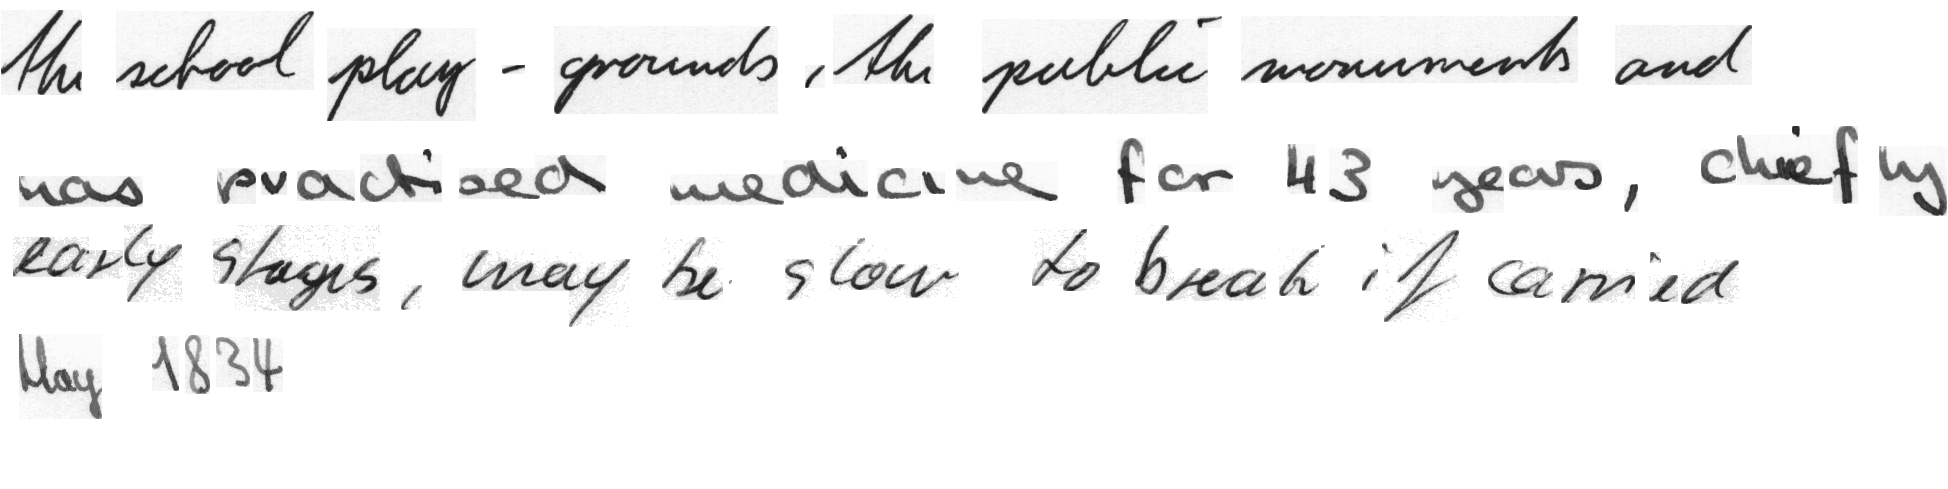 the school play - grounds , the public monuments and
has practised medicine for 43 years , chiefly
early stages , may be slow to break if carried
May 1834